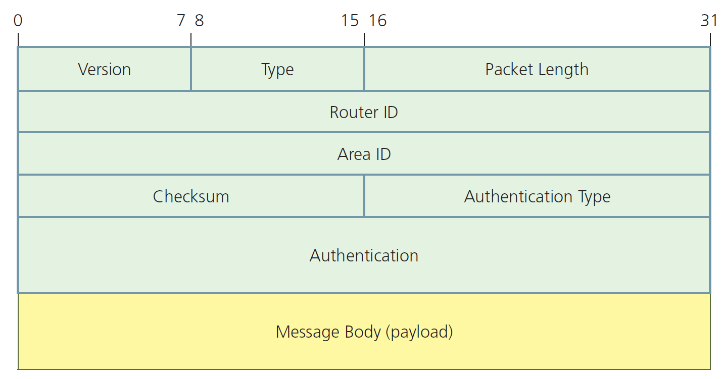 0 7 8 15 16 31
Version Type Packet Length
Router ID
Area ID
Checksum Authentication Type
Authentication
Message Body (payload)